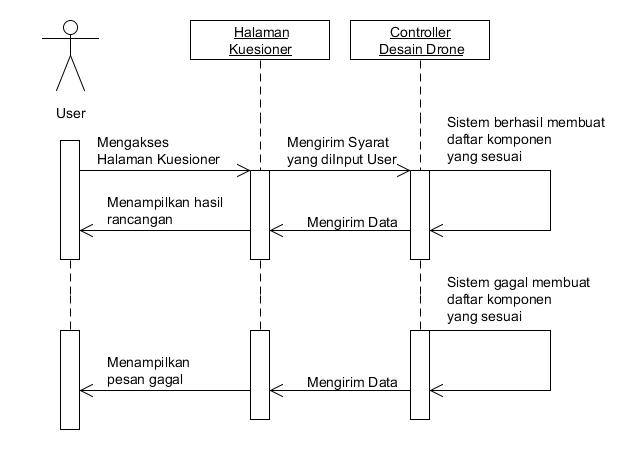 Halaman
Kuesioner
Controller
Desain Drone
User
Mengakses
Halaman Kuesioner
Mengirim Syarat
yang diInput User
Sistem berhasil membuat
daftar komponen
yang sesuai
Menampilkan hasil
rancangan
Mengirim Data
Sistem gagal membuat
daftar komponen
yang sesuai
Menampilkan
pesan gagal
Mengirim Data